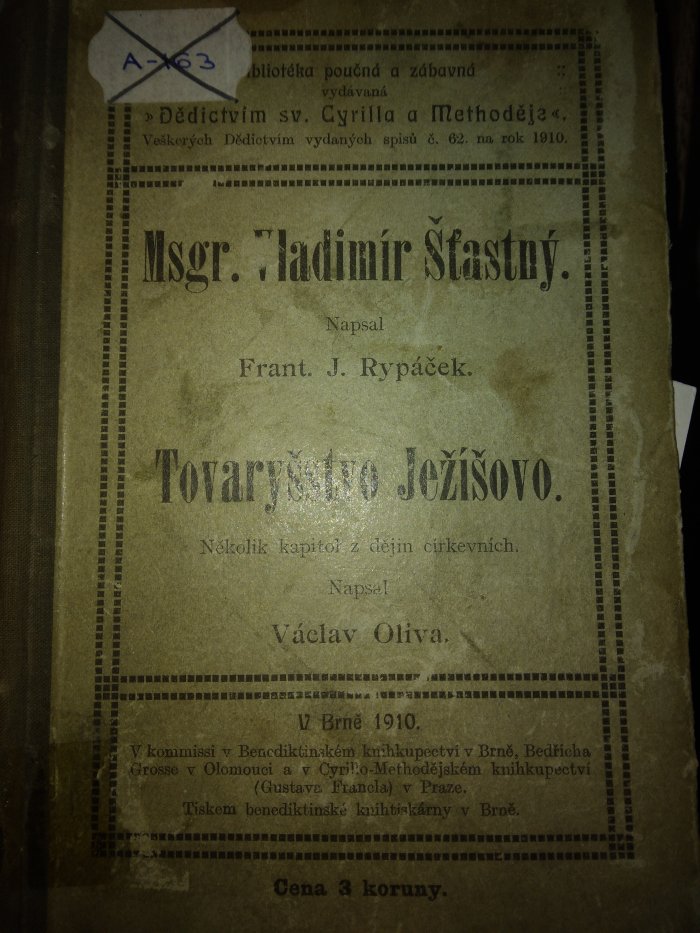 A-163
bliotéka poučná a zábavná ::
vydávaná
» Dědictvím sv. Cyrilla a Methoděje «.
Veškerých Dědictvím vydaných spisů č. 62. na rok 1910.
Msgr. Vladimír Šťastný.
Napsal
Frant. J. Rypáček.
Tovaryšstvo Ježíšovo.
Několik kapitol z dějin církevních.
Napsal
Václav Oliva.
V Brně 1910.
V kommissi v Benediktinském knihkupectví v Brně, Bedřicha
Grosse v Olomouci a v Cyrillo-Methodějském knihkupectví
(Gustava Francla) v Praze.
Tiskem benediktinské knihtiskárny v Brně.
Cena 3 koruny.